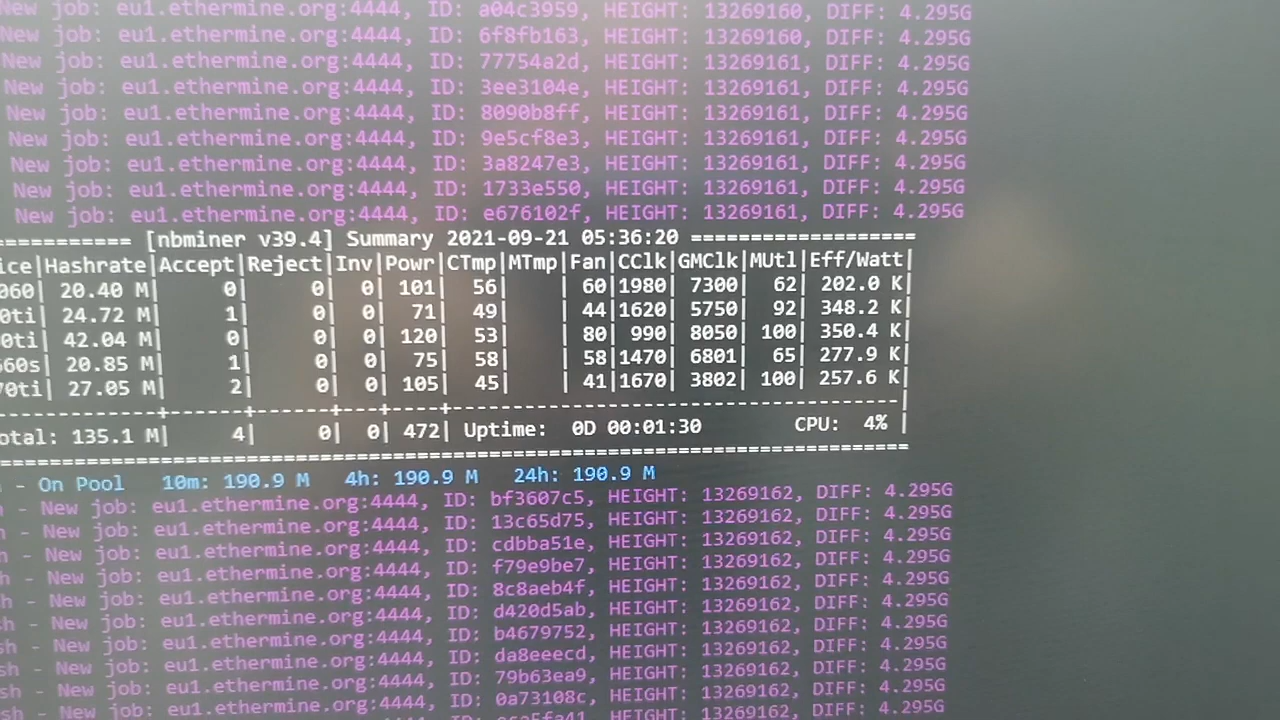 New job: eu1.ethermine.org:4444, ID: a04c3959, HEIGHT: 13269160, DIFF: 4.295G
New job: eu1.ethermine.org:4444, ID: 6f8fb163, HEIGHT: 13269160, DIFF: 4.295G
New job: eu1.ethermine.org:4444, ID: 77754a2d, HEIGHT: 13269161, DIFF: 4.295G
New job: eu1.ethermine.org:4444, ID: 3ee3104e, HEIGHT: 13269161, DIFF: 4.295G
New job: eu1.ethermine.org:4444, ID: 8090b8ff, HEIGHT: 13269161, DIFF: 4.295G
New job: eu1.ethermine.org:4444, ID: 9e5cf8e3, HEIGHT: 13269161, DIFF: 4.295G
New job: eu1.ethermine.org:4444, ID: 3a8247e3, HEIGHT: 13269161, DIFF: 4.295G
New job: eu1.ethermine.org:4444, ID: 1733e550, HEIGHT: 13269161, DIFF: 4.295G
New job: eu1.ethermine.org:4444, ID: e676102f, HEIGHT: 13269161, DIFF: 4.295G
=========== [nbminer v39.4] Summary 2021-09-21 05:36:20 ====================
ice|Hashrate|Accept|Reject|Inv|Powr|CTmp|MTmp|Fan|CClk|GMClk|MUtl|Eff/Watt|
060| 20.40 M| 0| 0| 0| 101| 56| | 60|1980| 7300| 62| 202.0 K|
0ti| 24.72 M| 1| 0| 0| 71| 49| | 44|1620| 5750| 92| 348.2 K|
0ti| 42.04 M| 0| 0| 0| 120| 53| | 80| 990| 8050| 100| 350.4 K|
660s| 20.85 M| 1| 0| 0| 75| 58| | 58|1470| 6801| 65| 277.9 K|
70ti| 27.05 M| 2| 0| 0| 105| 45| | 41|1670| 3802| 100| 257.6 K|
otal: 135.1 M| 4| 0| 0| 472| Uptime: 0D 00:01:30 CPU: 4% |
- On Pool 10m: 190.9 M 4h: 190.9 M 24h: 190.9 M
- New job: eu1.ethermine.org:4444, ID: bf3607c5, HEIGHT: 13269162, DIFF: 4.295G
h - New job: eu1.ethermine.org:4444, ID: 13c65d75, HEIGHT: 13269162, DIFF: 4.295G
h - New job: eu1.ethermine.org:4444, ID: cdbba51e, HEIGHT: 13269162, DIFF: 4.295G
h - New job: eu1.ethermine.org:4444, ID: f79e9be7, HEIGHT: 13269162, DIFF: 4.295G
h - New job: eu1.ethermine.org:4444, ID: 8c8aeb4f, HEIGHT: 13269162, DIFF: 4.295G
h - New job: eu1.ethermine.org:4444, ID: d420d5ab, HEIGHT: 13269162, DIFF: 4.295G
sh - New job: eu1.ethermine.org:4444, ID: b4679752, HEIGHT: 13269162, DIFF: 4.295G
sh - New job: eu1.ethermine.org:4444, ID: da8eeecd, HEIGHT: 13269162, DIFF: 4.295G
sh - New job: eu1.ethermine.org:4444, ID: 79b63ea9, HEIGHT: 13269162, DIFF: 4.295G
sh - New job: eu1.ethermine.org:4444, ID: 0a73108c, HEIGHT: 13269162, DIFF: 4.295G
New job: eu1.ethermine.org:4444, HEIGHT: 13269162, DIFF: 4.295G